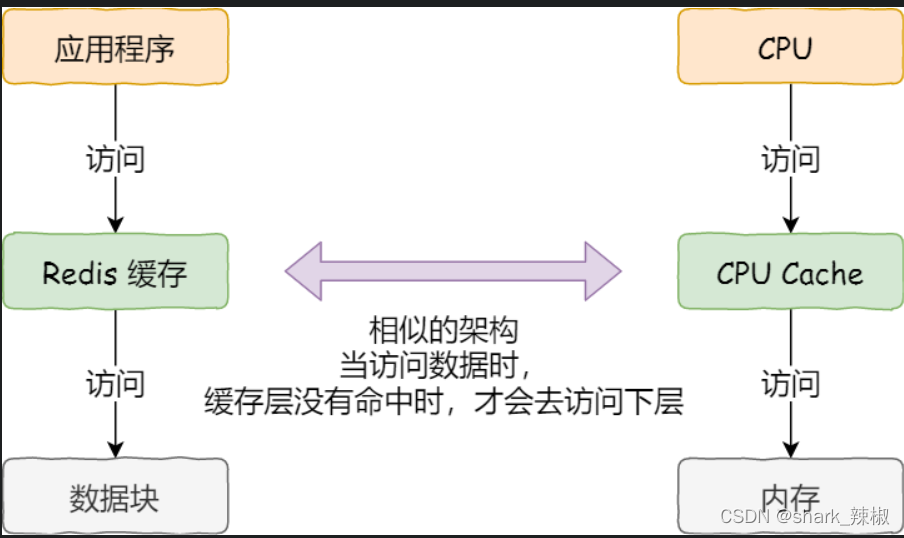 应用程序
CPU
访问
访问
Redis 缓存
CPU Cache
相似的架构
当访问数据时，
缓存层没有命中时，才会去访问下层
访问
访问
数据块
内存
CSDN @shark_辣椒